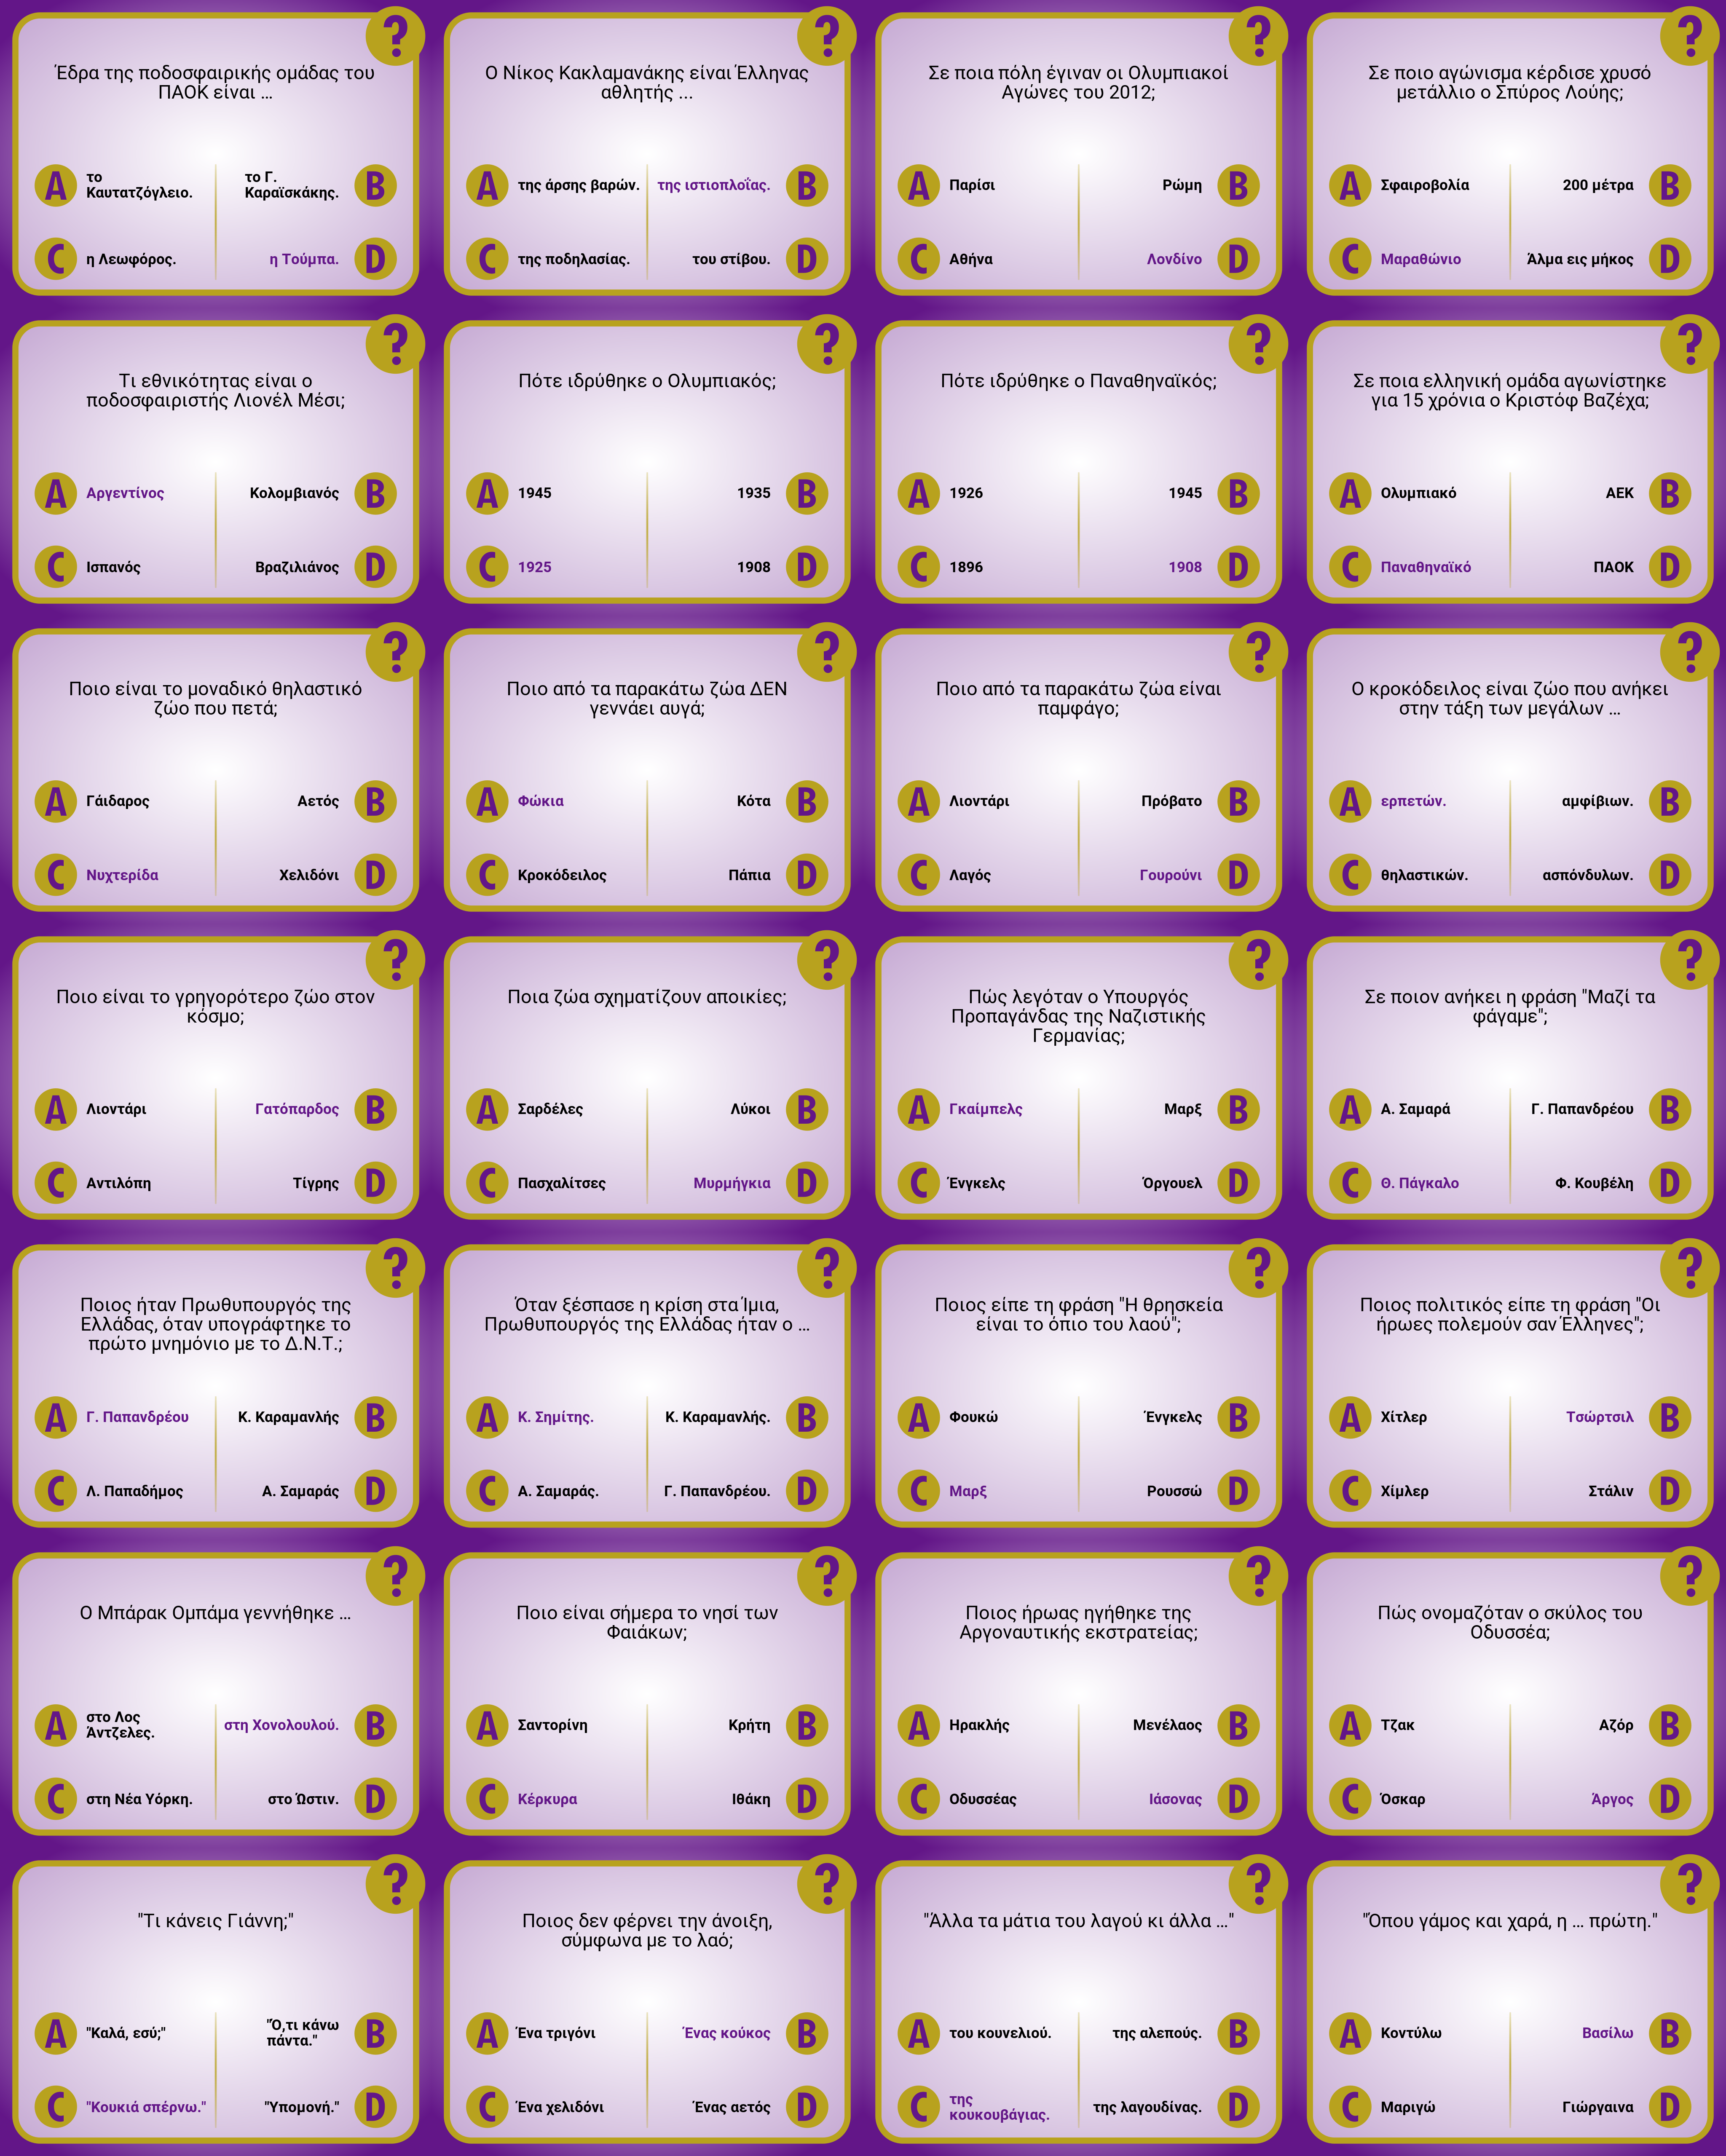 ?
Έδρα της ποδοσφαιρικής ομάδας του
ΠΑΟΚ είναι ...
A
το
Καυτατζόγλειο.
το Γ.
Καραϊσκάκης.
B
C
η Λεωφόρος.
η Τούμπα.
D
?
Ο Νίκος Κακλαμανάκης είναι Έλληνας
αθλητής ...
A
της άρσης βαρών.
της ιστιοπλοΐας.
B
C
της ποδηλασίας.
του στίβου.
D
?
Σε ποια πόλη έγιναν οι Ολυμπιακοί
Αγώνες του 2012;
A
Παρίσι
Ρώμη
B
C
Αθήνα
Λονδίνο
D
?
Σε ποιο αγώνισμα κέρδισε χρυσό
μετάλλιο ο Σπύρος Λούης;
A
Σφαιροβολία
200 μέτρα
B
C
Μαραθώνιο
Άλμα εις μήκος
D
?
Τι εθνικότητας είναι ο
ποδοσφαιριστής Λιονέλ Μέσι;
A
Αργεντίνος
Κολομβιανός
B
C
Ισπανός
Βραζιλιάνος
D
?
Πότε ιδρύθηκε ο Ολυμπιακός;
A
1945
1935
B
C
1925
1908
D
?
Πότε ιδρύθηκε ο Παναθηναϊκός;
A
1926
1945
B
C
1896
1908
D
?
Σε ποια ελληνική ομάδα αγωνίστηκε
για 15 χρόνια ο Κριστόφ Βαζέχα;
A
Ολυμπιακό
ΑΕΚ
B
C
Παναθηναϊκό
ΠΑΟΚ
D
?
Ποιο είναι το μοναδικό θηλαστικό
ζώο που πετά;
A
Γάιδαρος
Αετός
B
C
Νυχτερίδα
Χελιδόνι
D
?
Ποιο από τα παρακάτω ζώα ΔΕΝ
γεννάει αυγά;
A
Φώκια
Κότα
B
C
Κροκόδειλος
Πάπια
D
?
Ποιο από τα παρακάτω ζώα είναι
παμφάγο;
A
Λιοντάρι
Πρόβατο
B
C
Λαγός
Γουρούνι
D
?
Ο κροκόδειλος είναι ζώο που ανήκει
στην τάξη των μεγάλων ...
A
ερπετών.
αμφίβιων.
B
C
θηλαστικών.
ασπόνδυλων.
D
?
Ποιο είναι το γρηγορότερο ζώο στον
κόσμο;
A
Λιοντάρι
Γατόπαρδος
B
C
Αντιλόπη
Τίγρης
D
?
Ποια ζώα σχηματίζουν αποικίες;
A
Σαρδέλες
Λύκοι
B
C
Πασχαλίτσες
Μυρμήγκια
D
?
Πώς λεγόταν ο Υπουργός
Προπαγάνδας της Ναζιστικής
Γερμανίας;
A
Γκαίμπελς
Μαρξ
B
C
Ένγκελς
Όργουελ
D
?
Σε ποιον ανήκει η φράση "Μαζί τα
φάγαμε";
A
Α. Σαμαρά
Γ. Παπανδρέου
B
C
Θ. Πάγκαλο
Φ. Κουβέλη
D
?
Ποιος ήταν Πρωθυπουργός της
Ελλάδας, όταν υπογράφτηκε το
πρώτο μνημόνιο με το Δ.Ν.Τ.;
A
Γ. Παπανδρέου
Κ. Καραμανλής
B
C
Λ. Παπαδήμος
Α. Σαμαράς
D
?
Όταν ξέσπασε η κρίση στα Ίμια,
Πρωθυπουργός της Ελλάδας ήταν ο ...
A
Κ. Σημίτης.
Κ. Καραμανλής.
B
C
Α. Σαμαράς.
Γ. Παπανδρέου.
D
?
Ποιος είπε τη φράση "Η θρησκεία
είναι το όπιο του λαού";
A
Φουκώ
Ένγκελς
B
C
Μαρξ
Ρουσσώ
D
?
Ποιος πολιτικός είπε τη φράση "Οι
ήρωες πολεμούν σαν Έλληνες";
A
Χίτλερ
Τσώρτσιλ
B
C
Χίμλερ
Στάλιν
D
?
Ο Μπάρακ Ομπάμα γεννήθηκε ...
A
στο Λος
Άντζελες.
στη Χονολουλού.
B
C
στη Νέα Υόρκη.
στο Ώστιν.
D
?
Ποιο είναι σήμερα το νησί των
Φαιάκων;
A
Σαντορίνη
Κρήτη
B
C
Κέρκυρα
Ιθάκη
D
?
Ποιος ήρωας ηγήθηκε της
Αργοναυτικής εκστρατείας;
A
Ηρακλής
Μενέλαος
B
C
Οδυσσέας
Ιάσονας
D
?
Πώς ονομαζόταν ο σκύλος του
Οδυσσέα;
A
Τζακ
Αζόρ
B
C
Όσκαρ
Άργος
D
?
"Τι κάνεις Γιάννη;"
A
"Καλά, εσύ;"
"Ό,τι κάνω
πάντα."
B
C
"Κουκιά σπέρνω."
"Υπομονή."
D
?
Ποιος δεν φέρνει την άνοιξη,
σύμφωνα με το λαό;
A
Ένα τριγόνι
Ένας κούκος
B
C
Ένα χελιδόνι
Ένας αετός
D
?
"Άλλα τα μάτια του λαγού κι άλλα ..."
A
του κουνελιού.
της αλεπούς.
B
C
της
κουκουβάγιας.
της λαγουδίνας.
D
?
"Όπου γάμος και χαρά, η ... πρώτη."
A
Κοντύλω
Βασίλω
B
C
Μαριγώ
Γιώργαινα
D